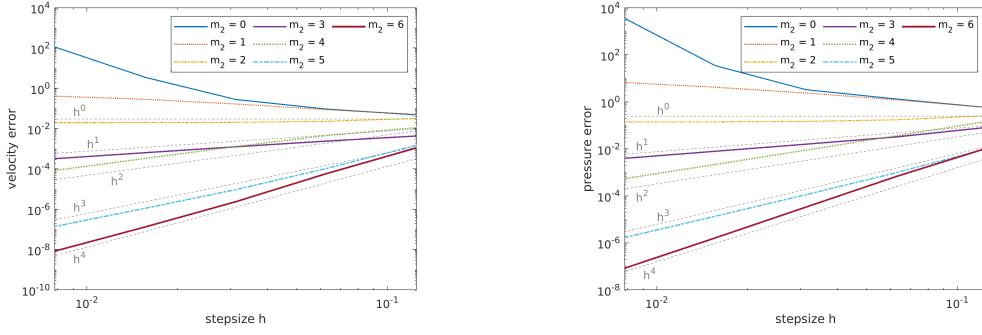 10^4
10^2
10^0
10^-2
10^-4
10^-6
10^-8
10^-10
velocity error
m_2 = 0
m_2 = 3
m_2 = 6
m_2 = 1
m_2 = 4
m_2 = 2
m_2 = 5
h^0
h^1
h^2
h^3
h^4
10^-2
10^-1
stepsize h
10^4
10^2
10^0
10^-2
10^-4
10^-6
10^-8
pressure error
m_2 = 0
m_2 = 3
m_2 = 6
m_2 = 1
m_2 = 4
m_2 = 2
m_2 = 5
h^0
h^1
h^2
h^3
h^4
10^-2
10^-1
stepsize h